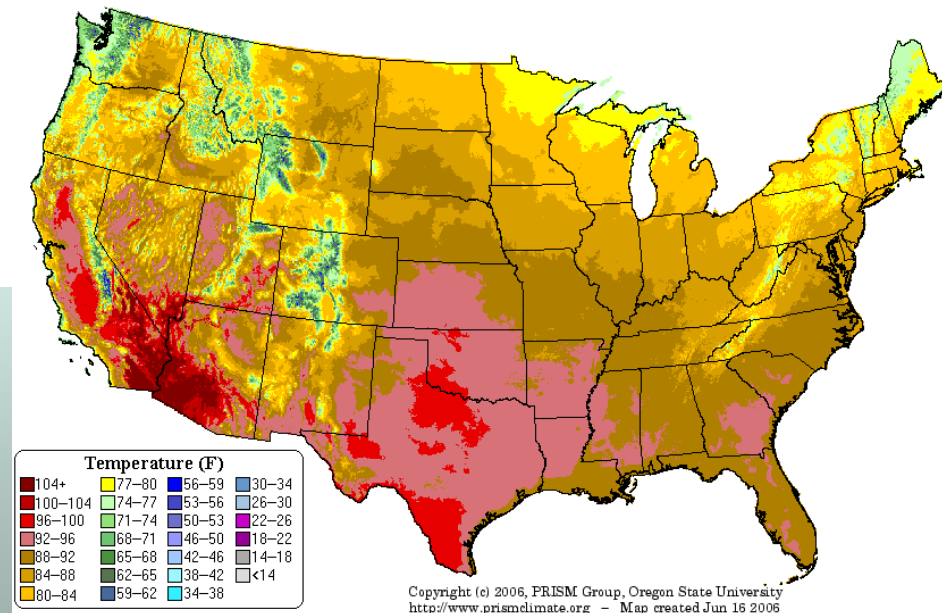 Temperature (F)
104+ 77-80 56-59 30-34
100-104 74-77 53-56 26-30
96-100 71-74 50-53 22-26
92-96 68-71 46-50 18-22
88-92 65-68 42-46 14-18
84-88 62-65 38-42 <14
80-84 59-62 34-38
Copyright (c) 2006, PRISM Group, Oregon State University
http://www.prismclimate.org – Map created Jun 16 2006